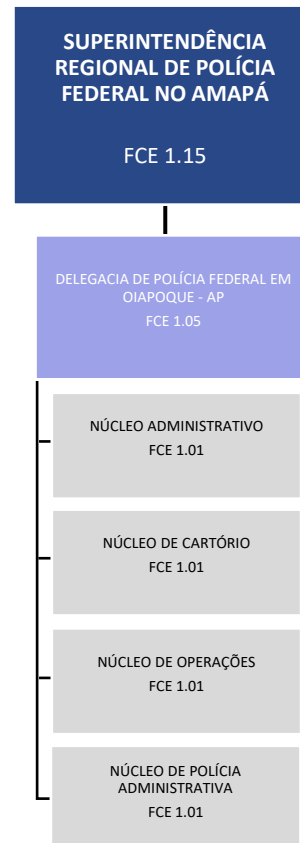 SUPERINTENDÊNCIA
REGIONAL DE POLÍCIA
FEDERAL NO AMAPÁ
FCE 1.15
DELEGACIA DE POLÍCIA FEDERAL EM
OIAPOQUE - AP
FCE 1.05
NÚCLEO ADMINISTRATIVO
FCE 1.01
NÚCLEO DE CARTÓRIO
FCE 1.01
NÚCLEO DE OPERAÇÕES
FCE 1.01
NÚCLEO DE POLÍCIA
ADMINISTRATIVA
FCE 1.01